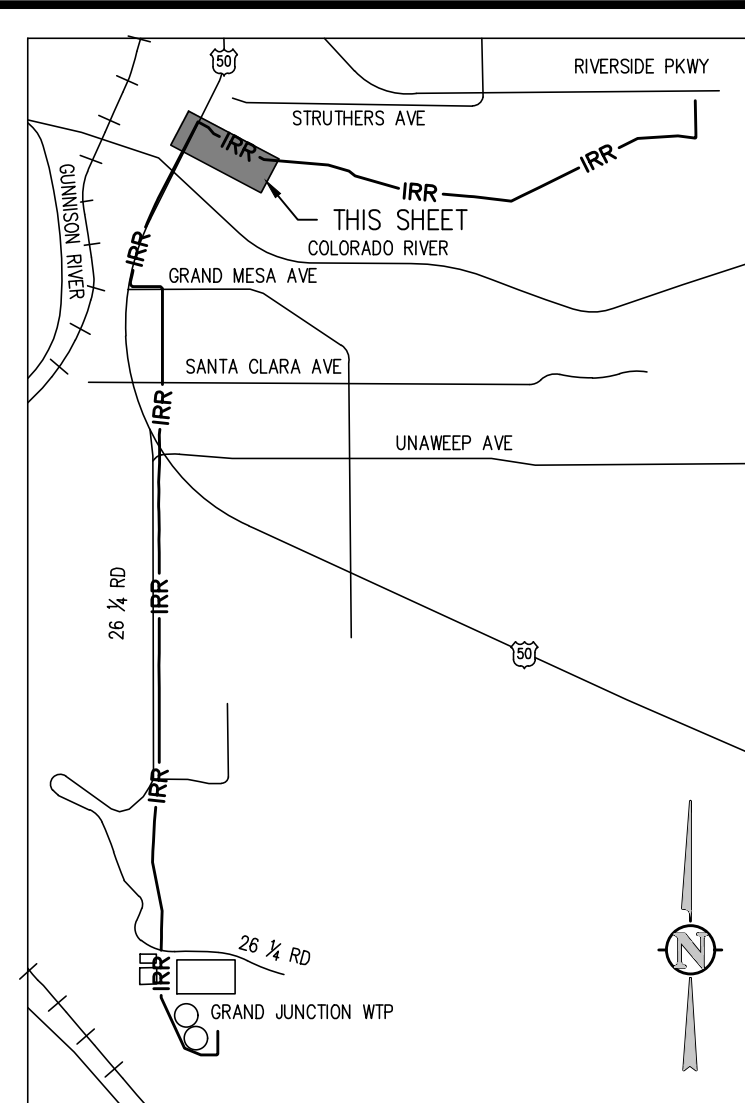 50
RIVERSIDE PKWY
STRUTHERS AVE
IRR
IRR
IRR
GUNNISON RIVER
THIS SHEET
IRR
COLORADO RIVER
GRAND MESA AVE
SANTA CLARA AVE
IRR
UNAWEEP AVE
26 ¼ RD
IRR
50
IRR
N
26 ¼ RD
IRR
GRAND JUNCTION WTP